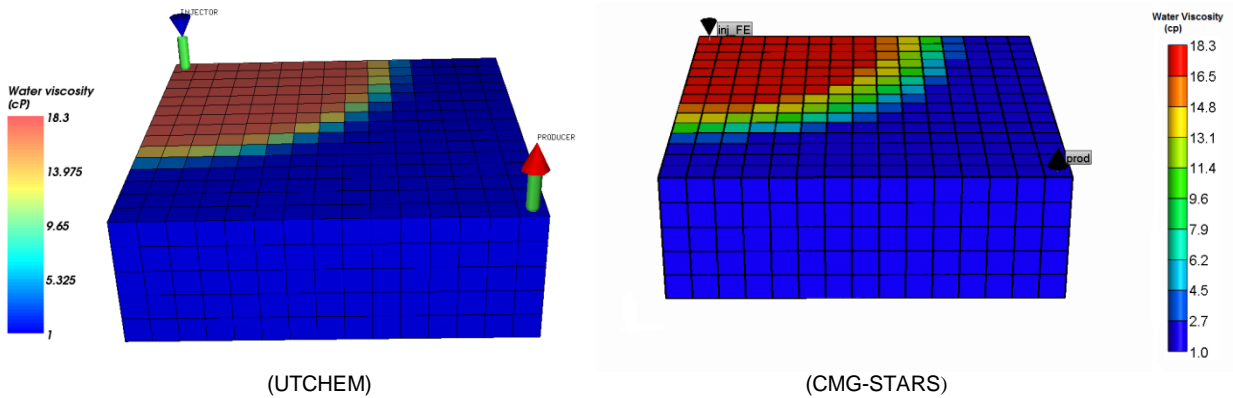 INJECTOR
Water viscosity
(cP)
18.3
13.975
9.65
5.325
1
PRODUCER
(UTCHEM)
inj_FE
prod
Water Viscosity
(cp)
18.3
16.5
14.8
13.1
11.4
9.6
7.9
6.2
4.5
2.7
1.0
(CMG-STARS)